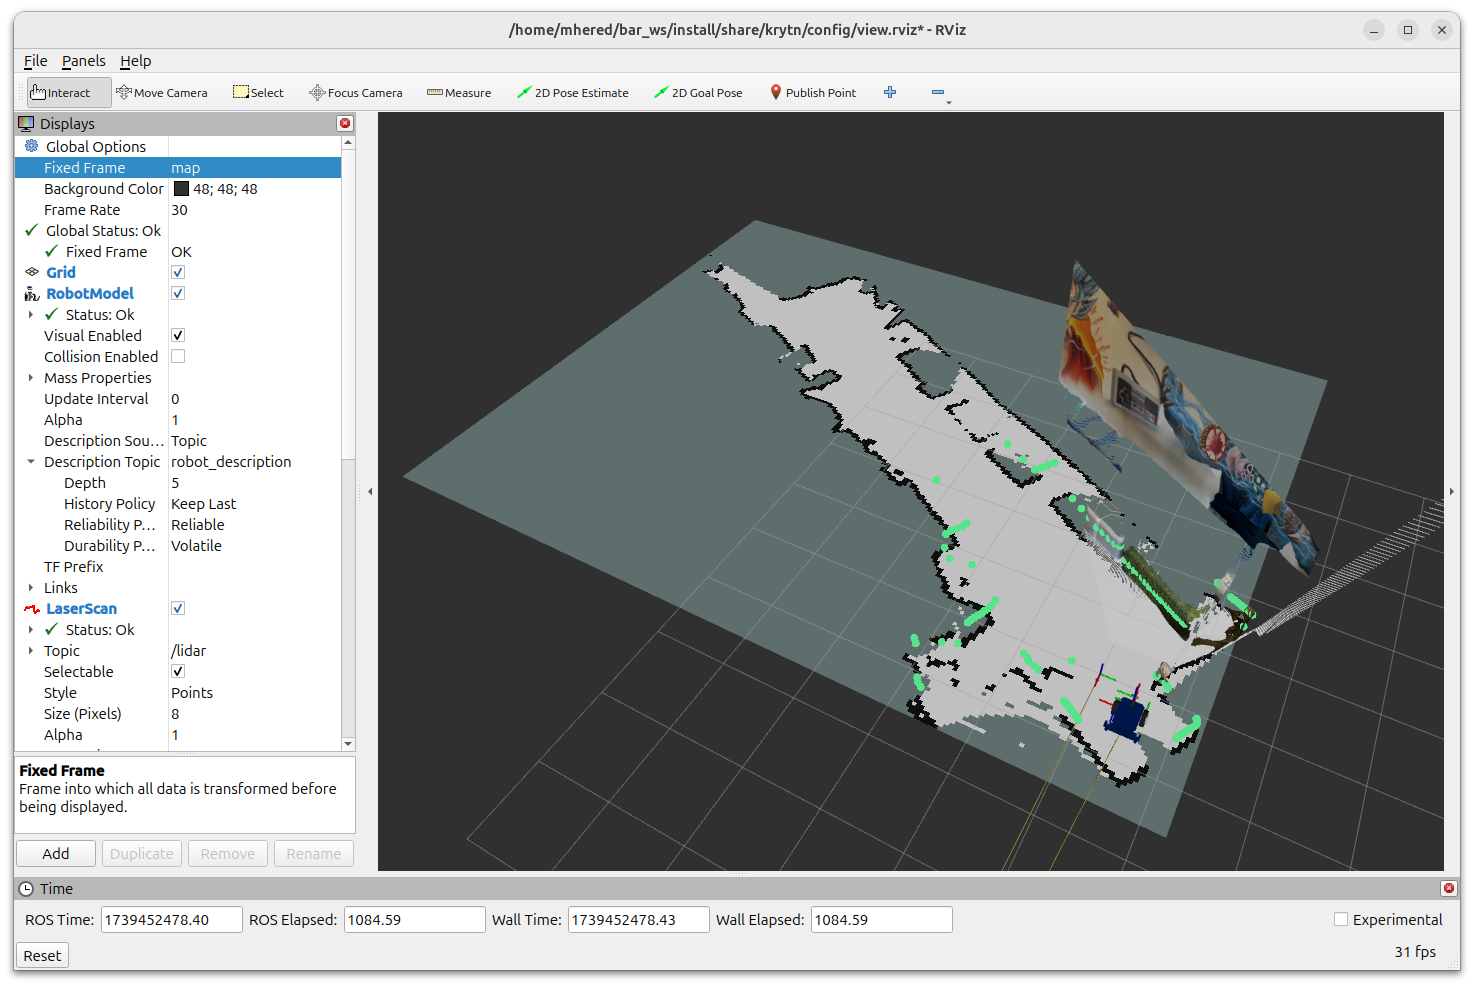 /home/mhered/bar_ws/install/share/krytn/config/view.rviz* - RViz
File Panels Help
Interact Move Camera Select Focus Camera Measure 2D Pose Estimate 2D Goal Pose Publish Point
Displays
Global Options
Fixed Frame map
Background Color 48; 48; 48
Frame Rate 30
Global Status: Ok
Fixed Frame OK
Grid
RobotModel
Status: Ok
Visual Enabled
Collision Enabled
Mass Properties
Update Interval 0
Alpha 1
Description Sou... Topic
Description Topic robot_description
Depth 5
History Policy Keep Last
Reliability P... Reliable
Durability P... Volatile
TF Prefix
Links
LaserScan
Status: Ok
Topic /lidar
Selectable
Style Points
Size (Pixels) 8
Alpha 1
Fixed Frame
Frame into which all data is transformed before
being displayed.
Add Duplicate Remove Rename
Time
ROS Time: 1739452478.40 ROS Elapsed: 1084.59 Wall Time: 1739452478.43 Wall Elapsed: 1084.59 Experimental
Reset 31 fps